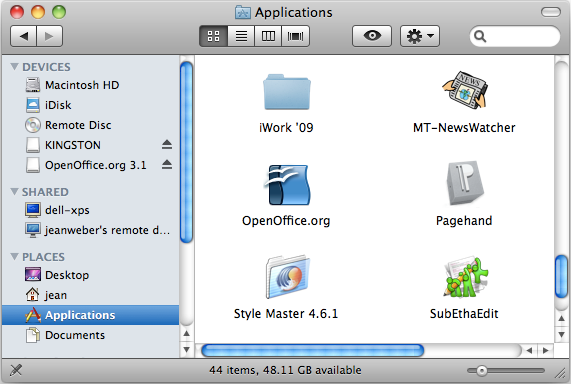 Applications
DEVICES
Macintosh HD
iDisk
Remote Disc
KINGSTON
OpenOffice.org 3.1
SHARED
dell-xps
jeanweber's remote d...
PLACES
Desktop
jean
Applications
Documents
iWork '09
MT-NewsWatcher
OpenOffice.org
Pagehand
Style Master 4.6.1
SubEthaEdit
44 items, 48.11 GB available